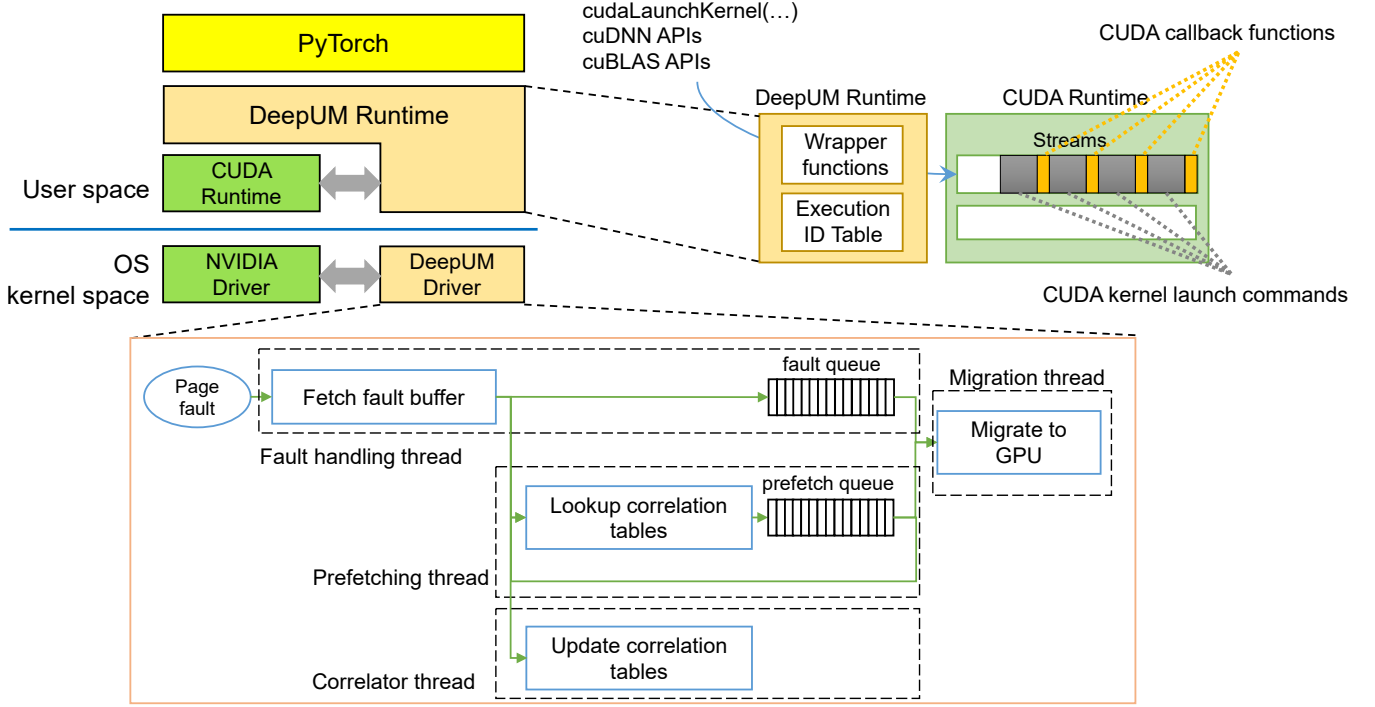 cudaLaunchKernel(…)
cuDNN APIs
cuBLAS APIs
CUDA callback functions
PyTorch
DeepUM Runtime
CUDA
Runtime
User space
OS
kernel space
NVIDIA
Driver
DeepUM
Driver
DeepUM Runtime
Wrapper
functions
Execution
ID Table
CUDA Runtime
Streams
CUDA kernel launch commands
Page
fault
Fetch fault buffer
fault queue
Fault handling thread
Migration thread
Migrate to
GPU
Lookup correlation
tables
prefetch queue
Prefetching thread
Update correlation
tables
Correlator thread